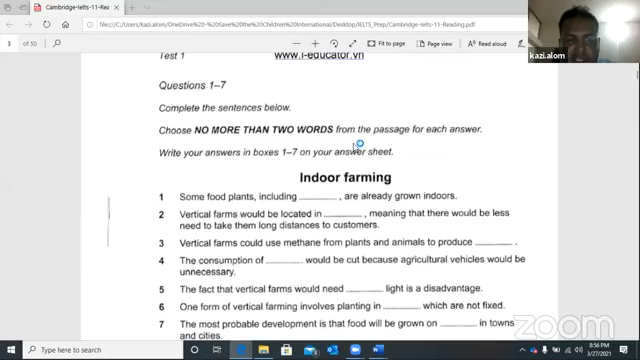 Cambridge-Ielts-11-Reading.pdf
file:///C:/Users/kazi.alom/OneDrive%20-%20Save%20the%20Children%20International/Desktop/IELTS_Prep/Cambridge-Ielts-11-Reading.pdf
3 of 50
Fit to page
Page view
Read aloud
kazi.alom
Test 1 www.i-educator.vn
Questions 1–7
Complete the sentences below.
Choose NO MORE THAN TWO WORDS from the passage for each answer.
Write your answers in boxes 1–7 on your answer sheet.
Indoor farming
1 Some food plants, including ________, are already grown indoors.
2 Vertical farms would be located in ________, meaning that there would be less
need to take them long distances to customers.
3 Vertical farms could use methane from plants and animals to produce ________.
4 The consumption of ________ would be cut because agricultural vehicles would be
unnecessary.
5 The fact that vertical farms would need ________ light is a disadvantage.
6 One form of vertical farming involves planting in ________ which are not fixed.
7 The most probable development is that food will be grown on ________ in towns
and cities.
zoom
8:56 PM
3/27/2021